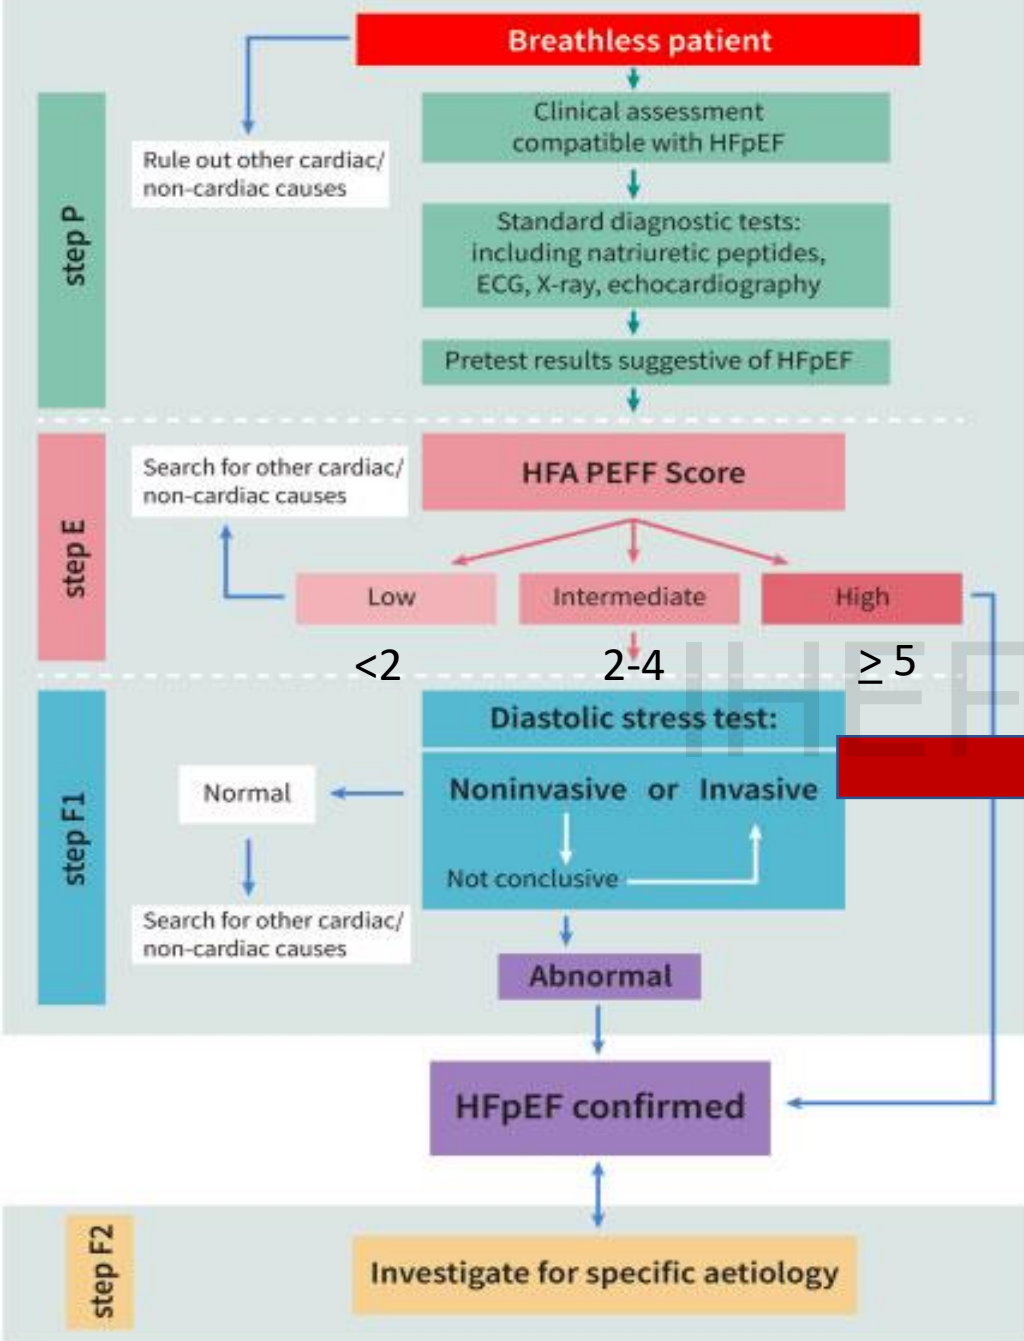 Breathless patient
Clinical assessment
compatible with HFpEF
Rule out other cardiac/
non-cardiac causes
step P
Standard diagnostic tests:
including natriuretic peptides,
ECG, X-ray, echocardiography
Pretest results suggestive of HFpEF
Search for other cardiac/
non-cardiac causes
HFA PEFF Score
step E
Low
Intermediate
High
<2
2-4
≥ 5
Diastolic stress test:
Normal
Noninvasive or Invasive
step F1
Not conclusive
Search for other cardiac/
non-cardiac causes
Abnormal
HFpEF confirmed
step F2
Investigate for specific aetiology